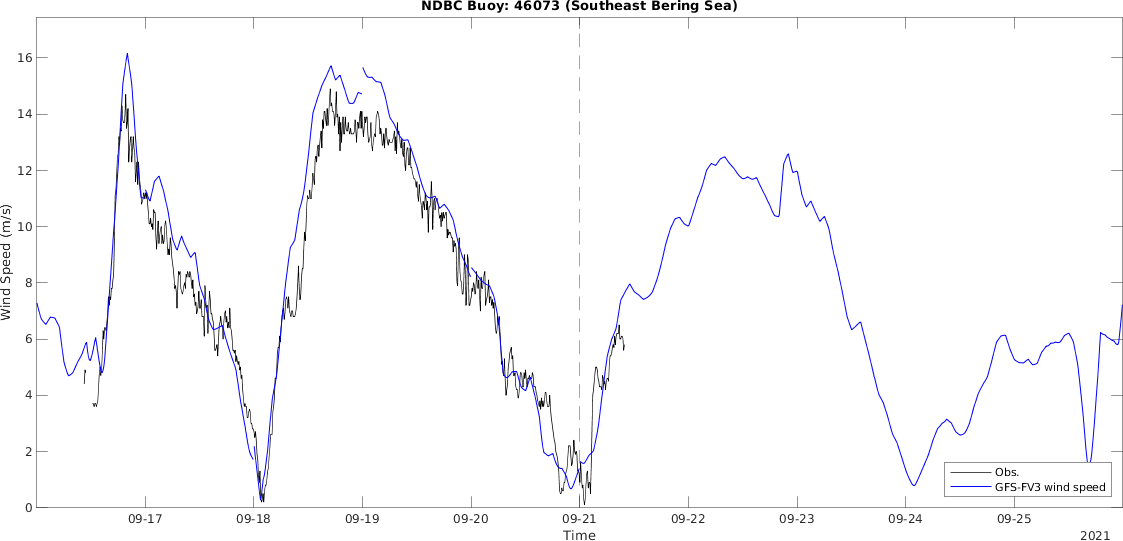 NDBC Buoy: 46073 (Southeast Bering Sea)
Wind Speed (m/s)
16
14
12
10
8
6
4
2
0
09-17 09-18 09-19 09-20 09-21 09-22 09-23 09-24 09-25
Time
2021
Obs.
GFS-FV3 wind speed